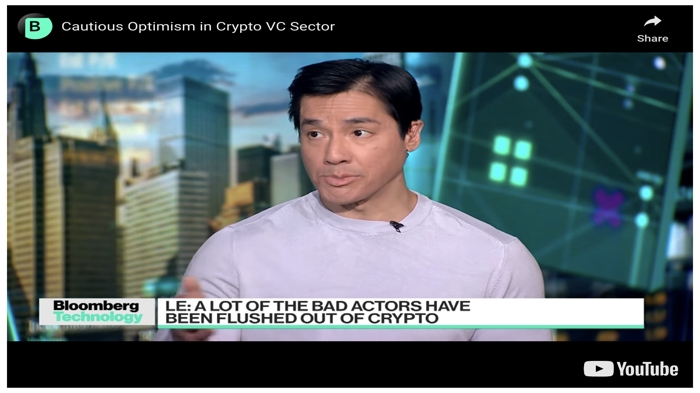 B
Cautious Optimism in Crypto VC Sector
Share
Bloomberg
Technology
LE: A LOT OF THE BAD ACTORS HAVE
BEEN FLUSHED OUT OF CRYPTO
YouTube